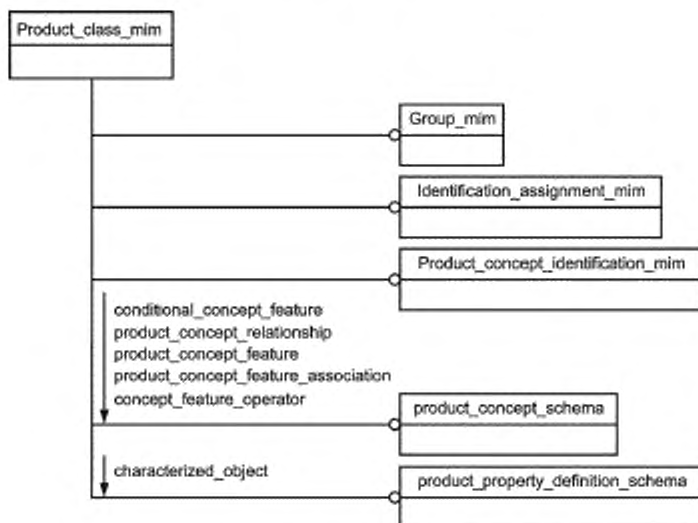 Product_class_mim
Group_mim
Identification_assignment_mim
Product_concept_identification_mim
conditional_concept_feature
product_concept_relationship
product_concept_feature
product_concept_feature_association
concept_feature_operator
product_concept_schema
characterized_object
product_property_definition_schema